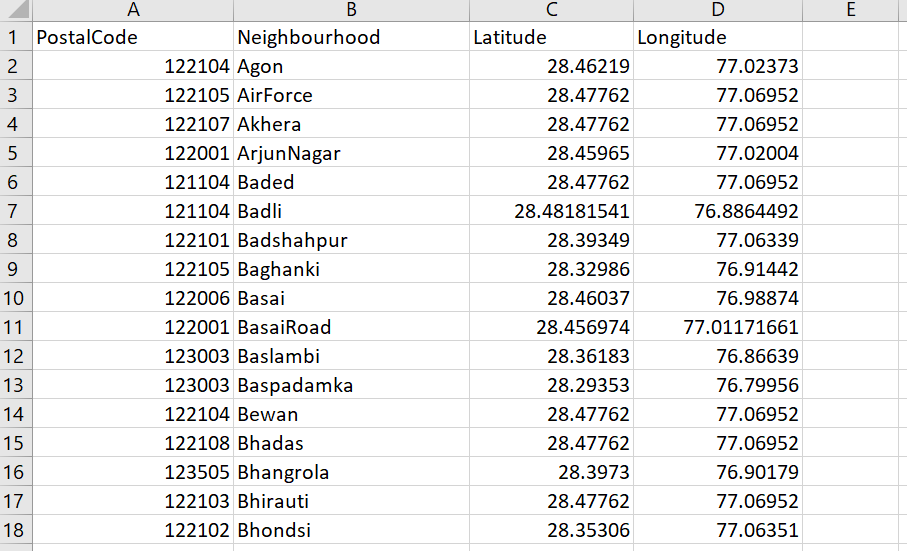 A B C D E
1 PostalCode Neighbourhood Latitude Longitude
2 122104 Agon 28.46219 77.02373
3 122105 AirForce 28.47762 77.06952
4 122107 Akhera 28.47762 77.06952
5 122001 ArjunNagar 28.45965 77.02004
6 121104 Baded 28.47762 77.06952
7 121104 Badli 28.48181541 76.8864492
8 122101 Badshahpur 28.39349 77.06339
9 122105 Baghanki 28.32986 76.91442
10 122006 Basai 28.46037 76.98874
11 122001 BasaiRoad 28.456974 77.01171661
12 123003 Baslambi 28.36183 76.86639
13 123003 Baspadamka 28.29353 76.79956
14 122104 Bewan 28.47762 77.06952
15 122108 Bhadas 28.47762 77.06952
16 123505 Bhangrola 28.3973 76.90179
17 122103 Bhirauti 28.47762 77.06952
18 122102 Bhondsi 28.35306 77.06351